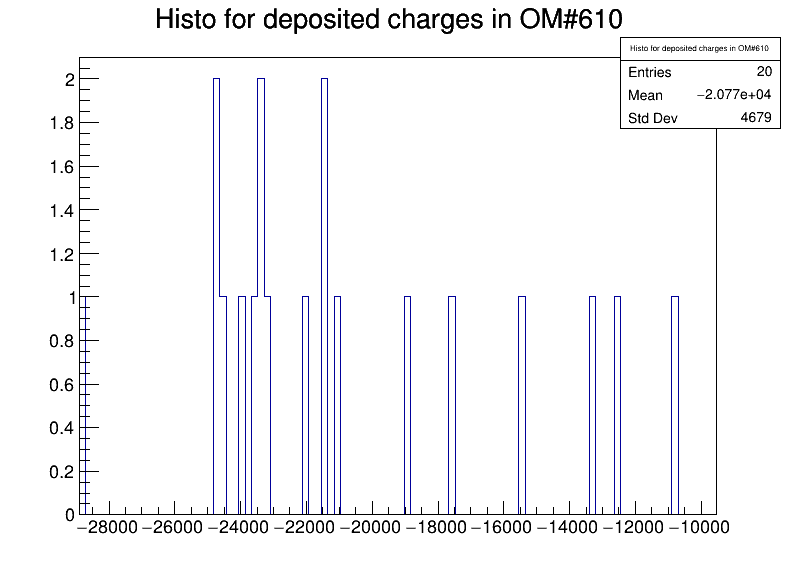 Histo for deposited charges in OM#610
Histo for deposited charges in OM#610
Entries 20
Mean −2.077e+04
Std Dev 4679
2
1.8
1.6
1.4
1.2
1
0.8
0.6
0.4
0.2
0
−28000 −26000 −24000 −22000 −20000 −18000 −16000 −14000 −12000 −10000